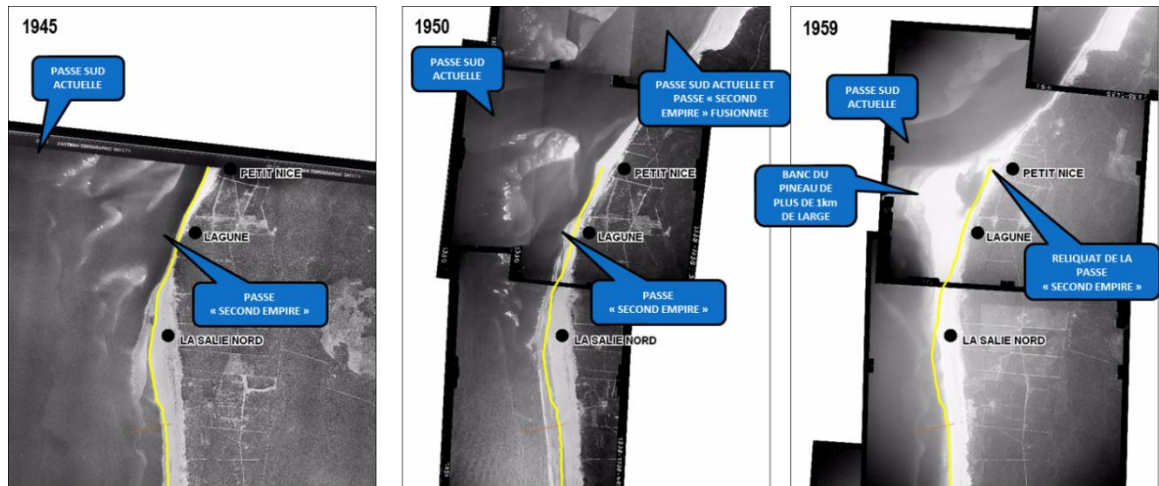 1945
PASSE SUD
ACTUELLE
PETIT NICE
LAGUNE
PASSE
« SECOND EMPIRE »
LA SALIE NORD
1950
PASSE SUD
ACTUELLE
PASSE SUD ACTUELLE ET
PASSE « SECOND
EMPIRE » FUSIONNEE
PETIT NICE
LAGUNE
PASSE
« SECOND EMPIRE »
LA SALIE NORD
1959
PASSE SUD
ACTUELLE
BANC DU
PINEAU DE
PLUS DE 1km
DE LARGE
PETIT NICE
LAGUNE
RELIQUAT DE LA
PASSE
« SECOND EMPIRE »
LA SALIE NORD